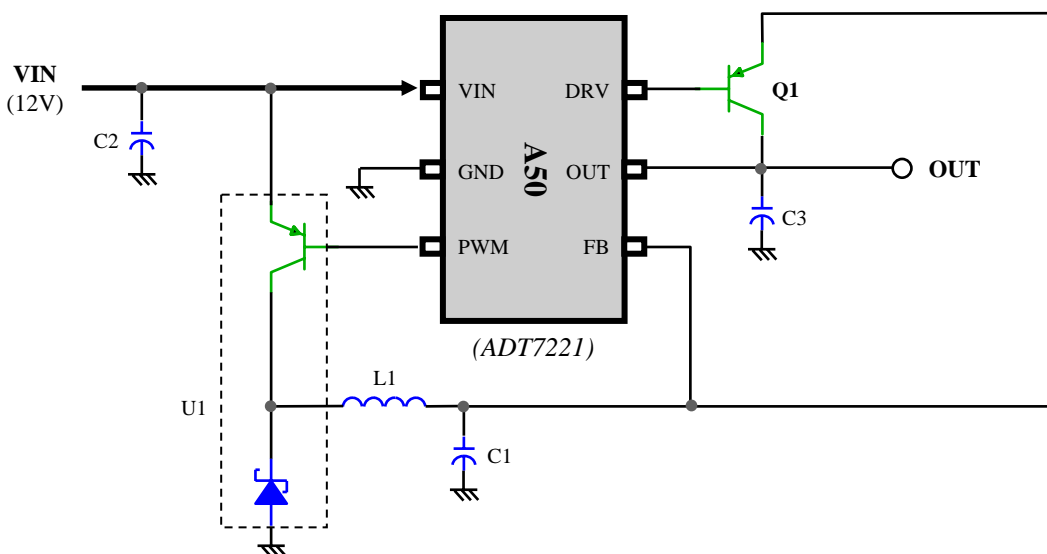 VIN
(12V)
C2
VIN
DRV
Q1
GND
A50
OUT
OUT
C3
PWM
FB
(ADT7221)
U1
L1
C1